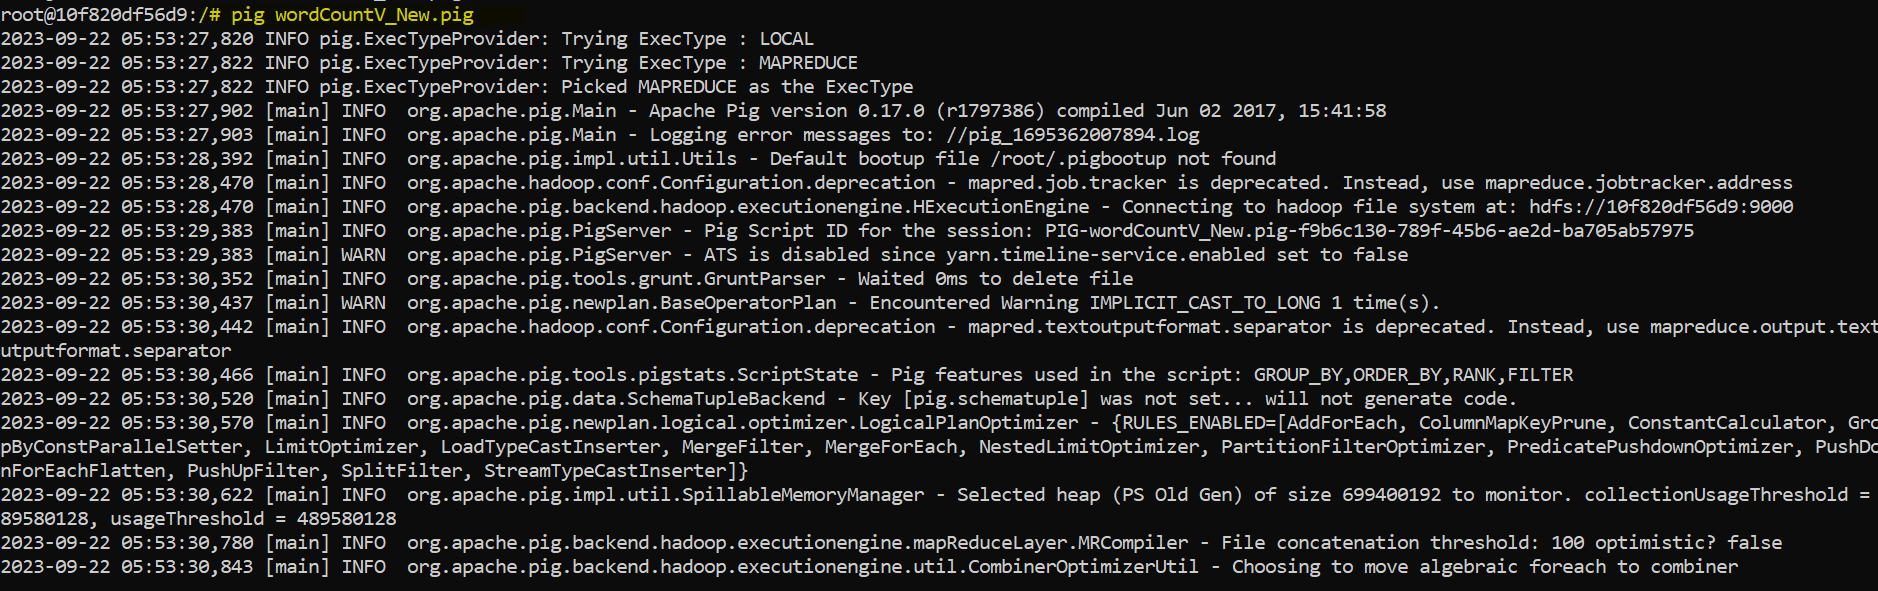 root@10f820df56d9:/# pig wordCountV_New.pig
2023-09-22 05:53:27,820 INFO pig.ExecTypeProvider: Trying ExecType : LOCAL
2023-09-22 05:53:27,822 INFO pig.ExecTypeProvider: Trying ExecType : MAPREDUCE
2023-09-22 05:53:27,822 INFO pig.ExecTypeProvider: Picked MAPREDUCE as the ExecType
2023-09-22 05:53:27,902 [main] INFO  org.apache.pig.Main - Apache Pig version 0.17.0 (r1797386) compiled Jun 02 2017, 15:41:58
2023-09-22 05:53:27,903 [main] INFO  org.apache.pig.Main - Logging error messages to: //pig_1695362007894.log
2023-09-22 05:53:28,392 [main] INFO  org.apache.pig.impl.util.Utils - Default bootup file /root/.pigbootup not found
2023-09-22 05:53:28,470 [main] INFO  org.apache.hadoop.conf.Configuration.deprecation - mapred.job.tracker is deprecated. Instead, use mapreduce.jobtracker.address
2023-09-22 05:53:28,470 [main] INFO  org.apache.pig.backend.hadoop.executionengine.HExecutionEngine - Connecting to hadoop file system at: hdfs://10f820df56d9:9000
2023-09-22 05:53:29,383 [main] INFO  org.apache.pig.PigServer - Pig Script ID for the session: PIG-wordCountV_New.pig-f9b6c130-789f-45b6-ae2d-ba705ab57975
2023-09-22 05:53:29,383 [main] WARN  org.apache.pig.PigServer - ATS is disabled since yarn.timeline-service.enabled set to false
2023-09-22 05:53:30,352 [main] INFO  org.apache.pig.tools.grunt.GruntParser - Waited 0ms to delete file
2023-09-22 05:53:30,437 [main] WARN  org.apache.pig.newplan.BaseOperatorPlan - Encountered Warning IMPLICIT_CAST_TO_LONG 1 time(s).
2023-09-22 05:53:30,442 [main] INFO  org.apache.hadoop.conf.Configuration.deprecation - mapred.textoutputformat.separator is deprecated. Instead, use mapreduce.output.text
utputformat.separator
2023-09-22 05:53:30,466 [main] INFO  org.apache.pig.tools.pigstats.ScriptState - Pig features used in the script: GROUP_BY,ORDER_BY,RANK,FILTER
2023-09-22 05:53:30,520 [main] INFO  org.apache.pig.data.SchemaTupleBackend - Key [pig.schematuple] was not set... will not generate code.
2023-09-22 05:53:30,570 [main] INFO  org.apache.pig.newplan.logical.optimizer.LogicalPlanOptimizer - {RULES_ENABLED=[AddForEach, ColumnMapKeyPrune, ConstantCalculator, Gro
pByConstParallelSetter, LimitOptimizer, LoadTypeCastInserter, MergeFilter, MergeForEach, NestedLimitOptimizer, PartitionFilterOptimizer, PredicatePushdownOptimizer, PushDo
nForEachFlatten, PushUpFilter, SplitFilter, StreamTypeCastInserter]}
2023-09-22 05:53:30,622 [main] INFO  org.apache.pig.impl.util.SpillableMemoryManager - Selected heap (PS Old Gen) of size 699400192 to monitor. collectionUsageThreshold =
89580128, usageThreshold = 489580128
2023-09-22 05:53:30,780 [main] INFO  org.apache.pig.backend.hadoop.executionengine.mapReduceLayer.MRCompiler - File concatenation threshold: 100 optimistic? false
2023-09-22 05:53:30,843 [main] INFO  org.apache.pig.backend.hadoop.executionengine.util.CombinerOptimizerUtil - Choosing to move algebraic foreach to combiner